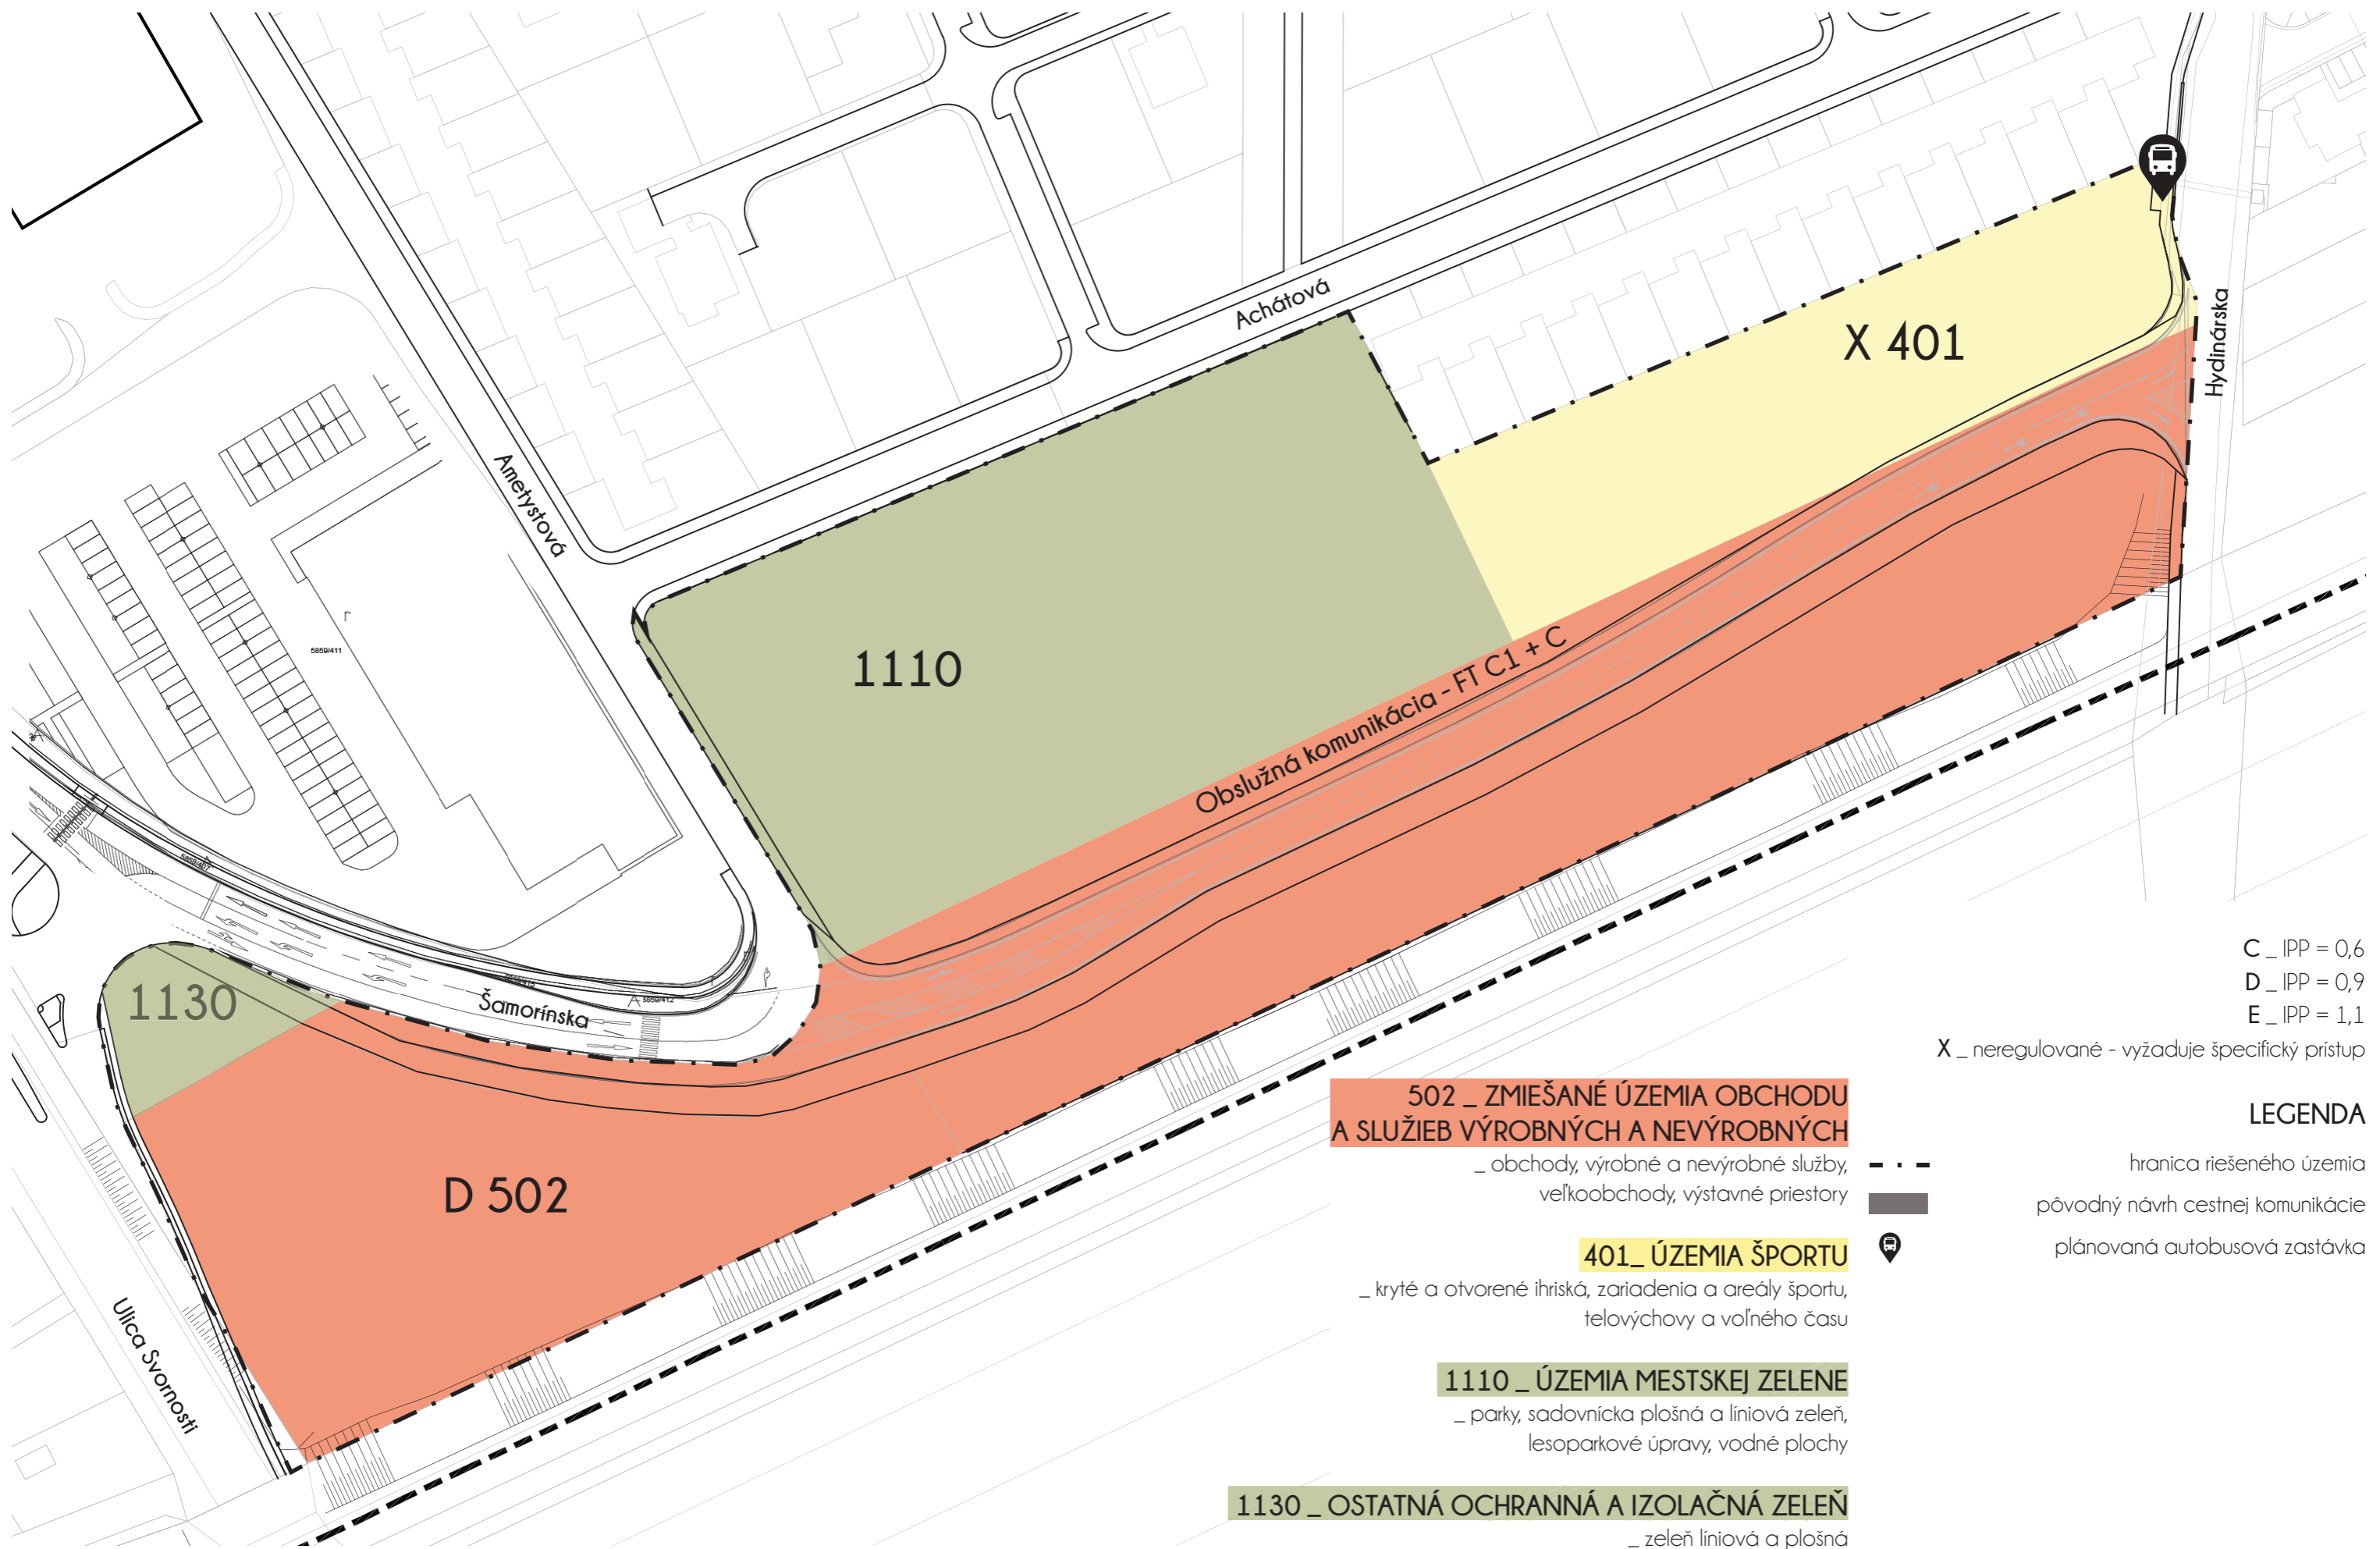 Achátová
X 401
Hydinárska
Ametystová
r
5859/411
1110
Obslužná komunikácia - FT C1 + C
1130
Šamorínska
5859/412
D 502
Ulica Svornosti
C _ IPP = 0,6
D _ IPP = 0,9
E _ IPP = 1,1
X _ neregulované - vyžaduje špecifický prístup
LEGENDA
hranica riešeného územia
pôvodný návrh cestnej komunikácie
plánovaná autobusová zastávka
502 _ ZMIEŠANÉ ÚZEMIA OBCHODU
A SLUŽIEB VÝROBNÝCH A NEVÝROBNÝCH
_ obchody, výrobné a nevýrobné služby,
veľkoobchody, výstavné priestory
401_ ÚZEMIA ŠPORTU
_ kryté a otvorené ihriská, zariadenia a areály športu,
telovýchovy a voľného času
1110 _ ÚZEMIA MESTSKEJ ZELENE
_ parky, sadovnícka plošná a líniová zeleň,
lesoparkové úpravy, vodné plochy
1130 _ OSTATNÁ OCHRANNÁ A IZOLAČNÁ ZELEŇ
_ zeleň líniová a plošná